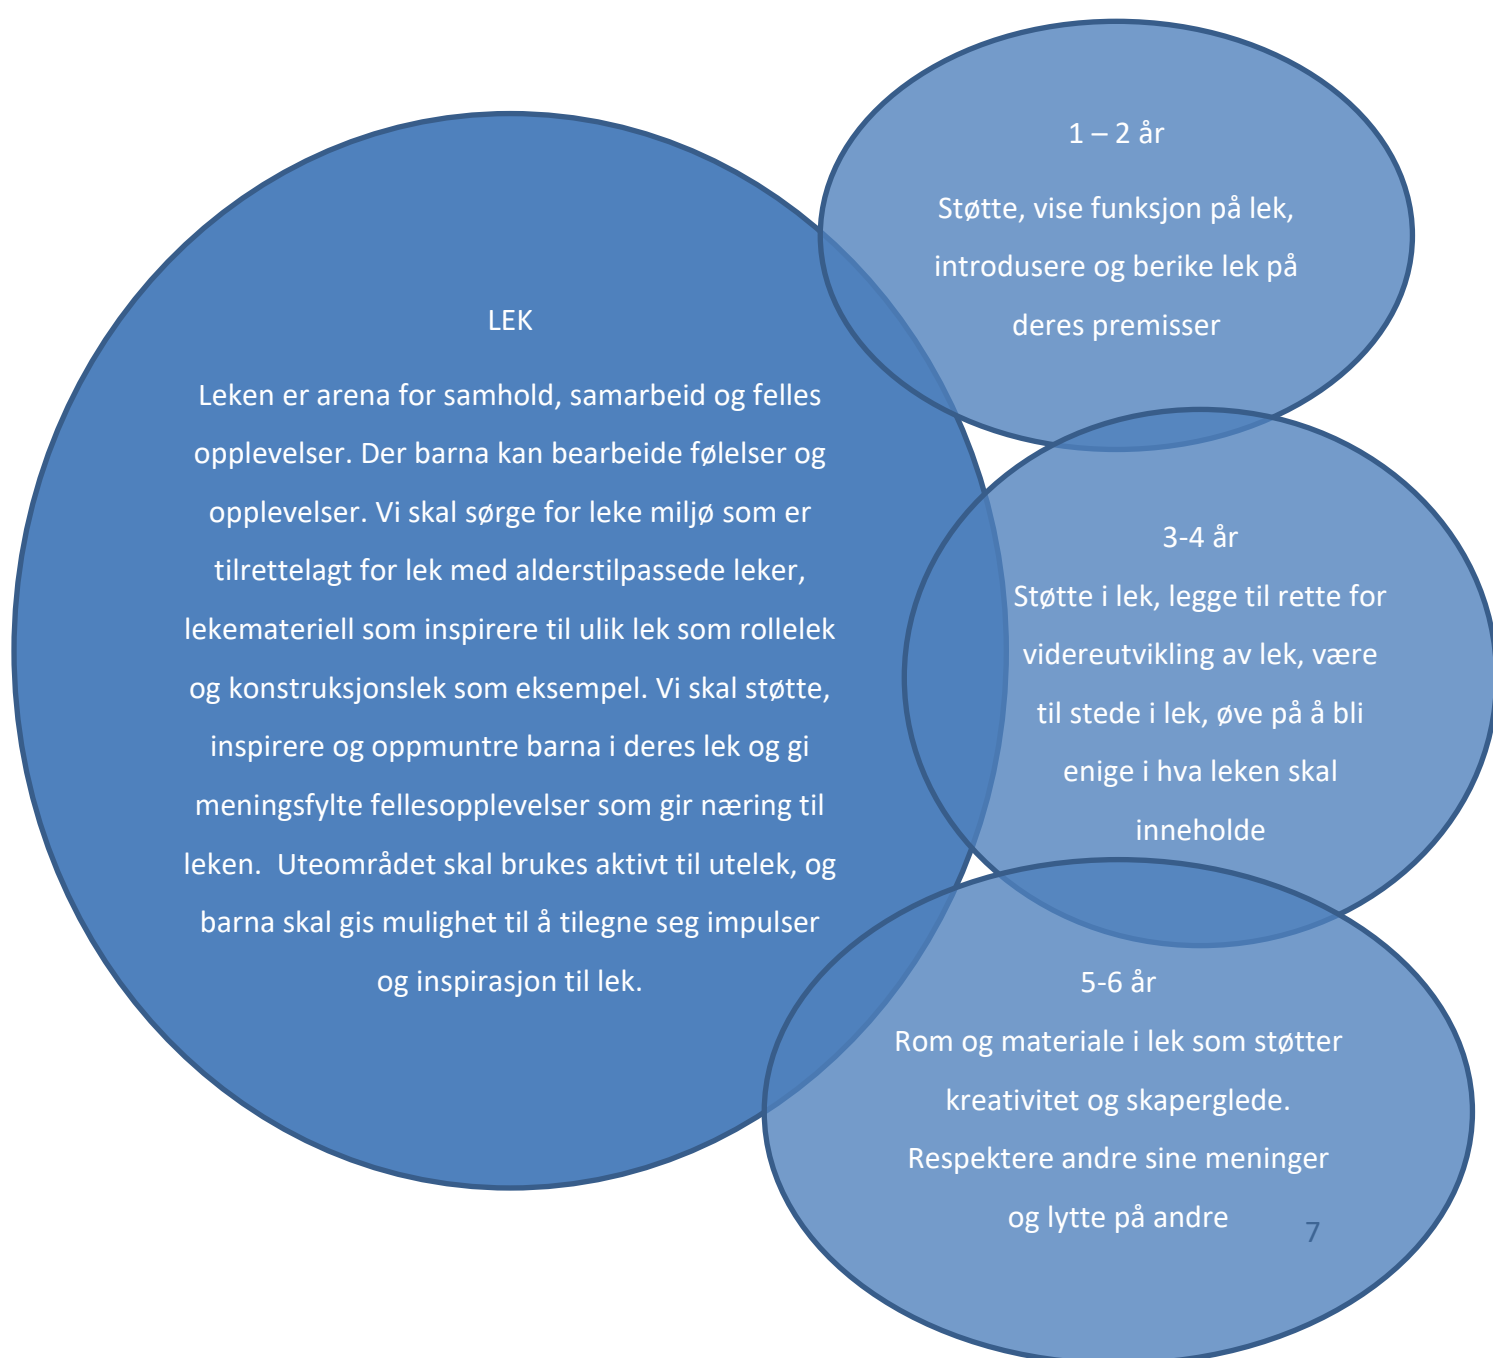 LEK
Leken er arena for samhold, samarbeid og felles
opplevelser. Der barna kan bearbeide følelser og
opplevelser. Vi skal sørge for leke miljø som er
tilrettelagt for lek med alderstilpassede leker,
lekemateriell som inspirere til ulik lek som rollelek
og konstruksjonslek som eksempel. Vi skal støtte,
inspirere og oppmuntre barna i deres lek og gi
meningsfylte fellesopplevelser som gir næring til
leken.  Uteområdet skal brukes aktivt til utelek, og
barna skal gis mulighet til å tilegne seg impulser
og inspirasjon til lek.
1 – 2 år
Støtte, vise funksjon på lek,
introdusere og berike lek på
deres premisser
3-4 år
Støtte i lek, legge til rette for
videreutvikling av lek, være
til stede i lek, øve på å bli
enige i hva leken skal
inneholde
5-6 år
Rom og materiale i lek som støtter
kreativitet og skaperglede.
Respektere andre sine meninger
og lytte på andre
7